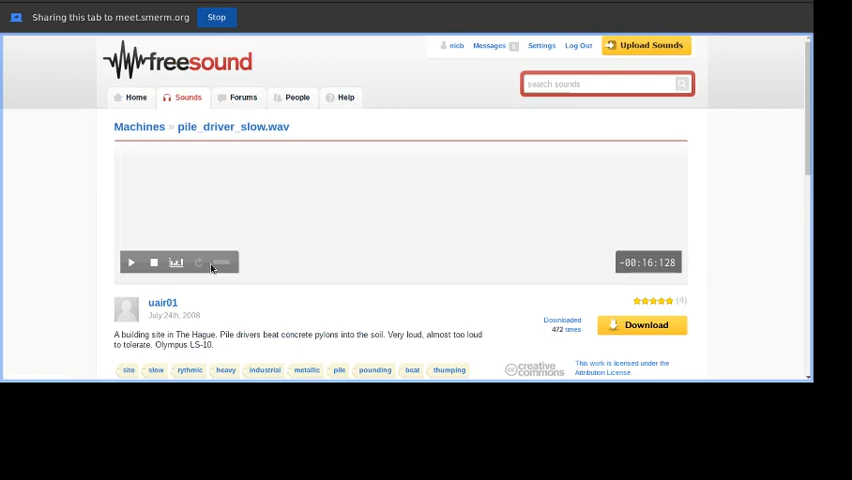 Sharing this tab to meet.smerm.org Stop
freesound
nicb Messages 0 Settings Log Out Upload Sounds
search sounds
Home Sounds Forums People Help
Machines » pile_driver_slow.wav
-00:16:128
uair01
July 24th, 2008
(4)
Downloaded
472 times
Download
A building site in The Hague. Pile drivers beat concrete pylons into the soil. Very loud, almost too loud
to tolerate. Olympus LS-10.
site slow rythmic heavy industrial metallic pile pounding beat thumping
cc creative commons
This work is licensed under the
Attribution License.